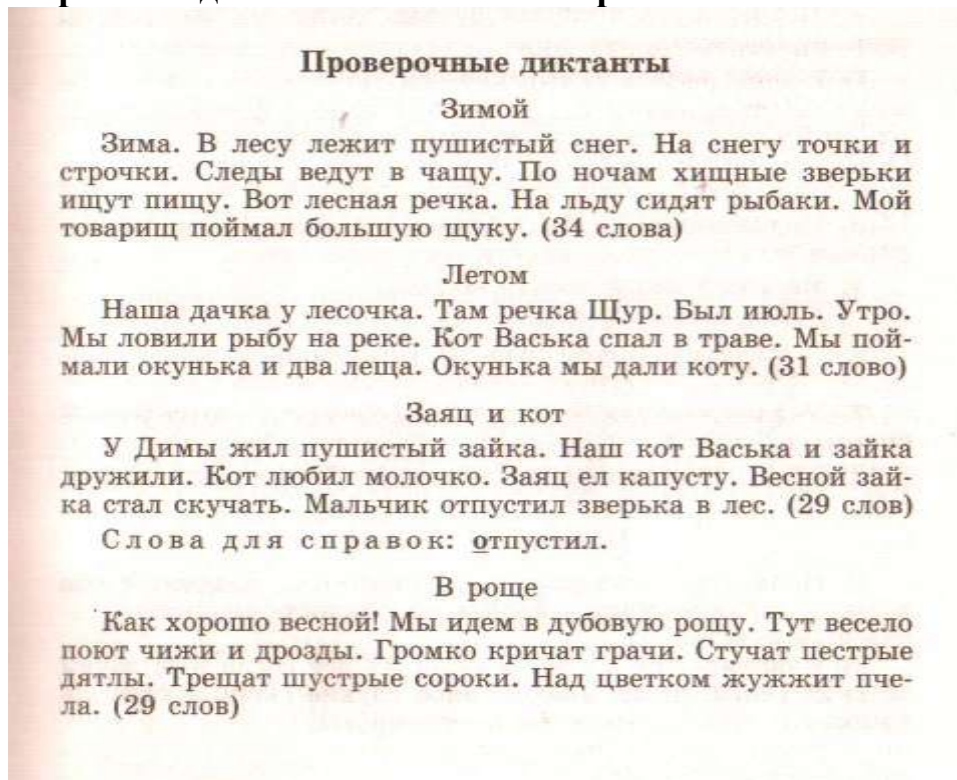 Проверочные диктанты
Зимой
Зима. В лесу лежит пушистый снег. На снегу точки и
строчки. Следы ведут в чащу. По ночам хищные зверьки
ищут пищу. Вот лесная речка. На льду сидят рыбаки. Мой
товарищ поймал большую щуку. (34 слова)
Летом
Наша дачка у лесочка. Там речка Щур. Был июль. Утро.
Мы ловили рыбу на реке. Кот Васька спал в траве. Мы пой-
мали окунька и два леща. Окунька мы дали коту. (31 слово)
Заяц и кот
У Димы жил пушистый зайка. Наш кот Васька и зайка
дружили. Кот любил молочко. Заяц ел капусту. Весной зай-
ка стал скучать. Мальчик отпустил зверька в лес. (29 слов)
Слова для справок: отпустил.
В роще
Как хорошо весной! Мы идем в дубовую рощу. Тут весело
поют чижи и дрозды. Громко кричат грачи. Стучат пестрые
дятлы. Трещат шустрые сороки. Над цветком жужжит пче-
ла. (29 слов)